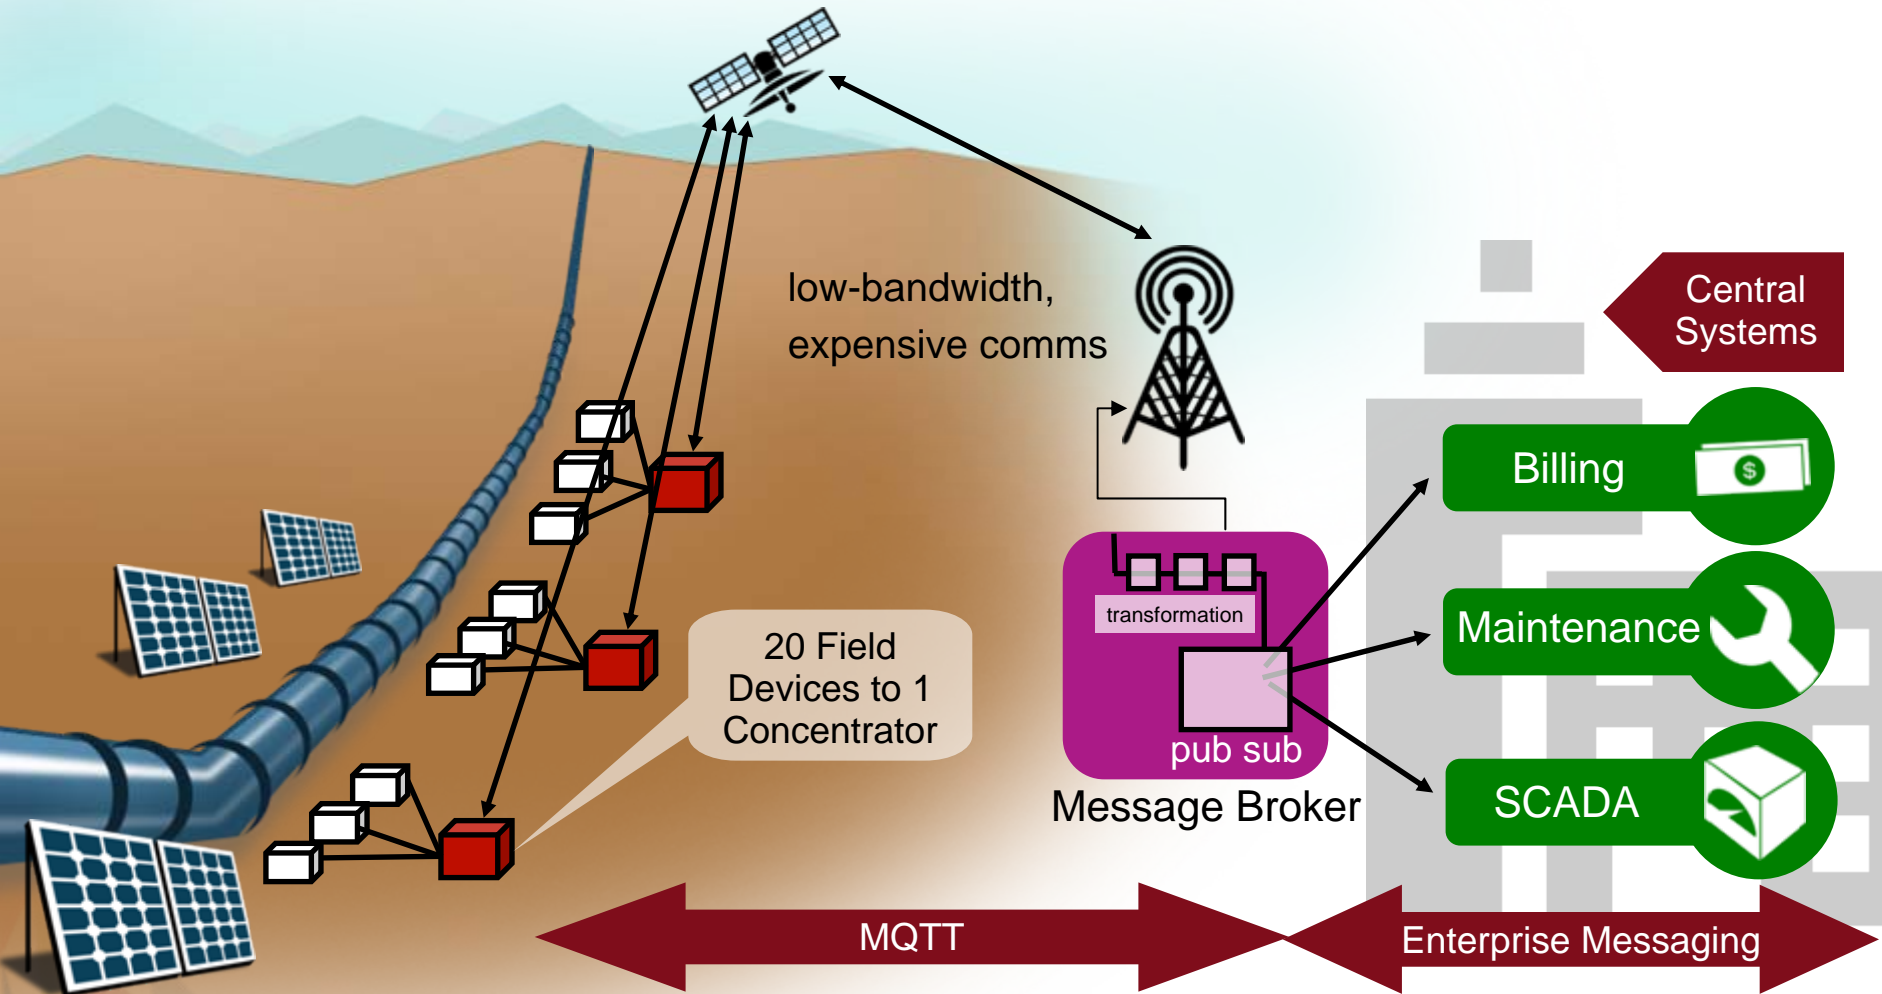 low-bandwidth,
expensive comms
Central
Systems
Billing
$
transformation
Maintenance
20 Field
Devices to 1
Concentrator
pub sub
Message Broker
SCADA
MQTT
Enterprise Messaging